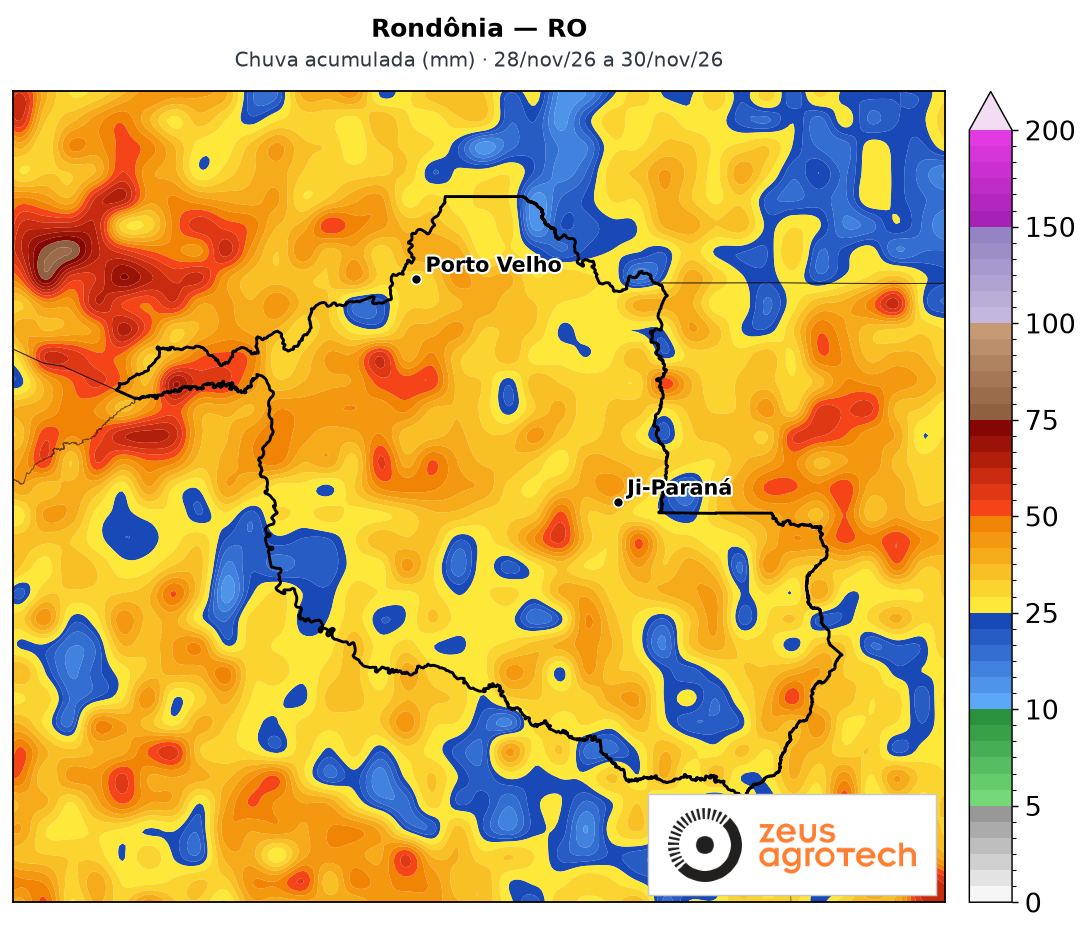 Rondônia — RO
Chuva acumulada (mm) · 28/nov/26 a 30/nov/26
200
150
100
75
50
25
10
5
0
Porto Velho
Ji-Paraná
zeus
agrotech